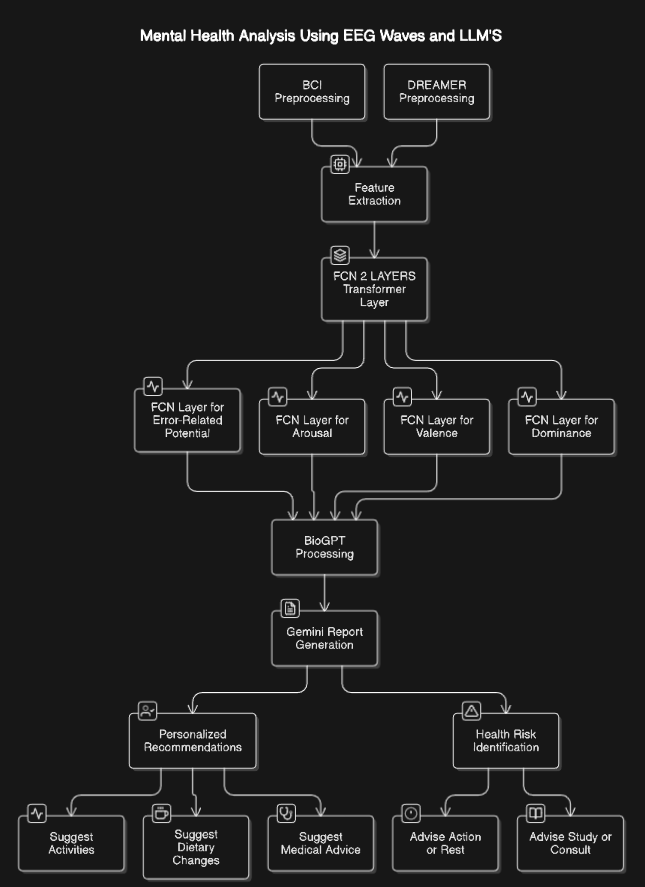 Mental Health Analysis Using EEG Waves and LLM'S
BCI
Preprocessing
DREAMER
Preprocessing
Feature
Extraction
FCN 2 LAYERS
Transformer
Layer
FCN Layer for
Error-Related
Potential
FCN Layer for
Arousal
FCN Layer for
Valence
FCN Layer for
Dominance
BioGPT
Processing
Gemini Report
Generation
Personalized
Recommendations
Health Risk
Identification
Suggest
Activities
Suggest
Dietary
Changes
Suggest
Medical Advice
Advise Action
or Rest
Advise Study or
Consult